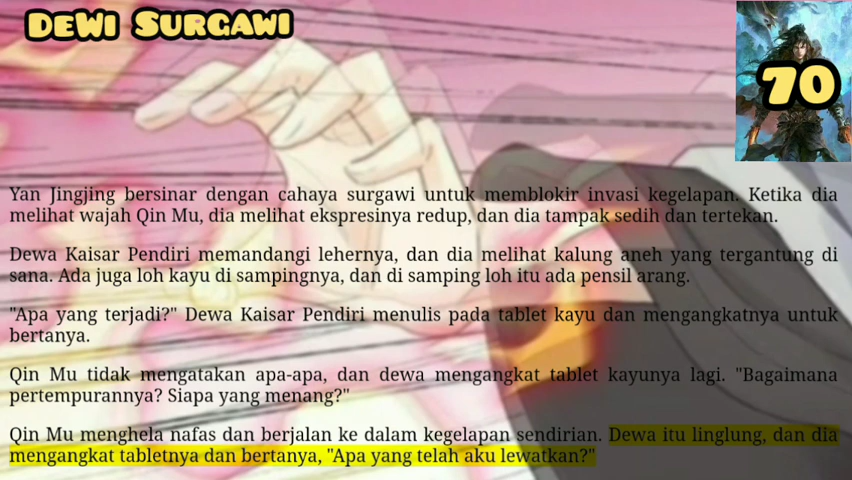 DEWI SURGAWI
70
Yan Jingjing bersinar dengan cahaya surgawi untuk memblokir invasi kegelapan. Ketika dia
melihat wajah Qin Mu, dia melihat ekspresinya redup, dan dia tampak sedih dan tertekan.
Dewa Kaisar Pendiri memandangi lehernya, dan dia melihat kalung aneh yang tergantung di
sana. Ada juga loh kayu di sampingnya, dan di samping loh itu ada pensil arang.
"Apa yang terjadi?" Dewa Kaisar Pendiri menulis pada tablet kayu dan mengangkatnya untuk
bertanya.
Qin Mu tidak mengatakan apa-apa, dan dewa mengangkat tablet kayunya lagi. "Bagaimana
pertempurannya? Siapa yang menang?"
Qin Mu menghela nafas dan berjalan ke dalam kegelapan sendirian. Dewa itu linglung, dan dia
mengangkat tabletnya dan bertanya, "Apa yang telah aku lewatkan?"